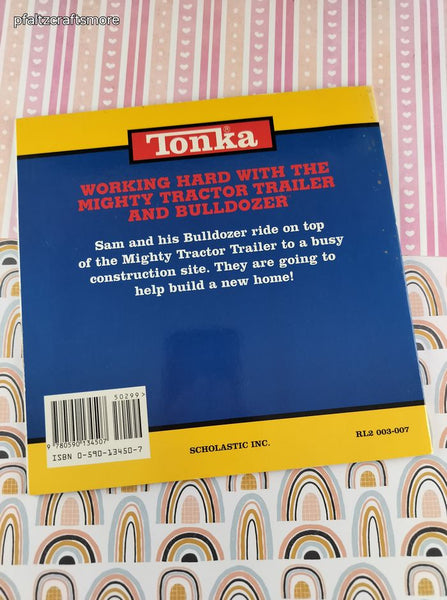 pfaltzcraftsmore
Tonka®
WORKING HARD WITH THE
MIGHTY TRACTOR TRAILER
AND BULLDOZER
Sam and his Bulldozer ride on top
of the Mighty Tractor Trailer to a busy
construction site. They are going to
help build a new home!
50299>
9 780590 134507
ISBN 0-590-13450-7
SCHOLASTIC INC.
RL2 003-007